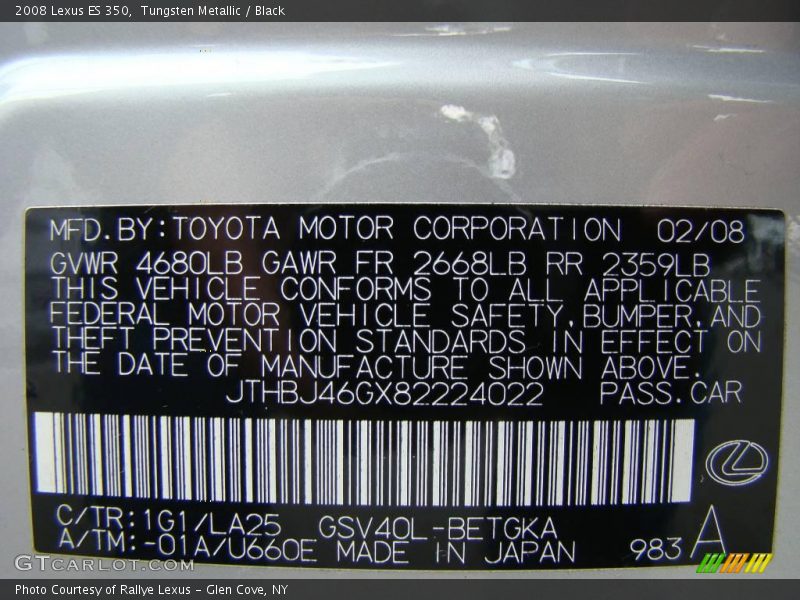 2008 Lexus ES 350,  Tungsten Metallic / Black
MFD.BY:TOYOTA MOTOR CORPORATION 02/08
GVWR 4680LB GAWR FR 2668LB RR 2359LB
THIS VEHICLE CONFORMS TO ALL APPLICABLE
FEDERAL MOTOR VEHICLE SAFETY,BUMPER,AND
THEFT PREVENTION STANDARDS IN EFFECT ON
THE DATE OF MANUFACTURE SHOWN ABOVE.
JTHBJ46GX82224022 PASS.CAR
C/TR:1G1/LA25 GSV40L-BETGKA
A/TM:-01A/U660E MADE IN JAPAN 983 A
GTCARLOT.COM
Photo Courtesy of Rallye Lexus - Glen Cove, NY